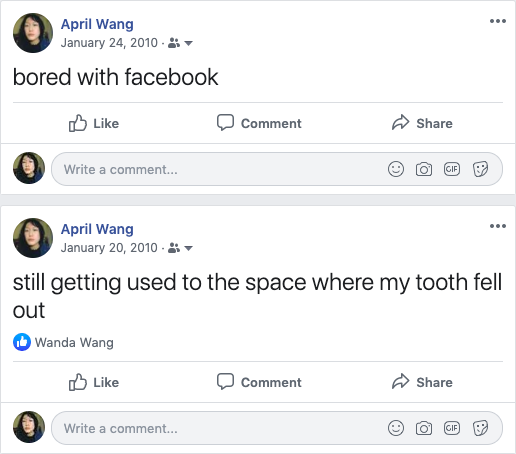 April Wang
January 24, 2010 ·
bored with facebook
Like Comment Share
Write a comment... GIF
April Wang
January 20, 2010 ·
still getting used to the space where my tooth fell
out
Wanda Wang
Like Comment Share
Write a comment... GIF